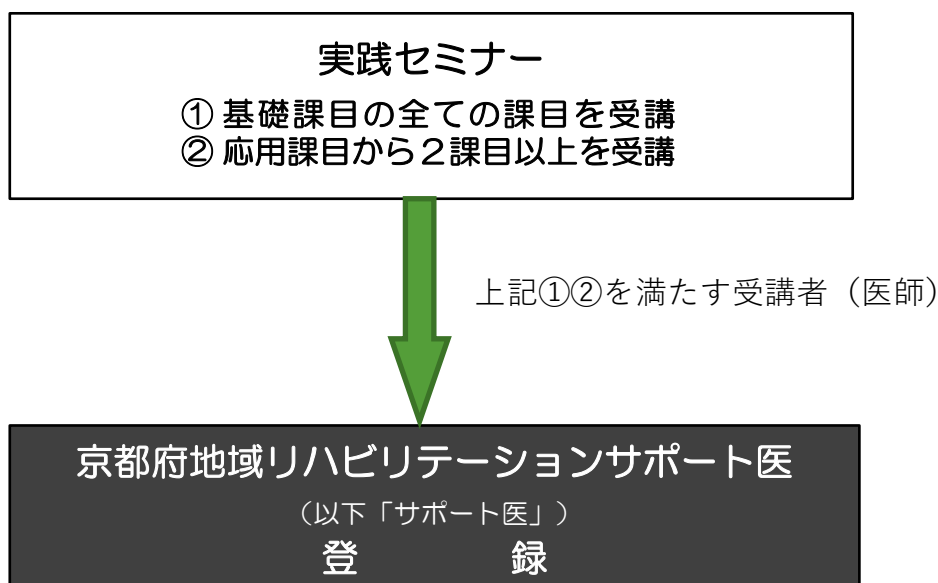 実践セミナー
① 基礎課目の全ての課目を受講
② 応用課目から２課目以上を受講
上記①②を満たす受講者（医師）
京都府地域リハビリテーションサポート医
（以下「サポート医」）
登　　　録